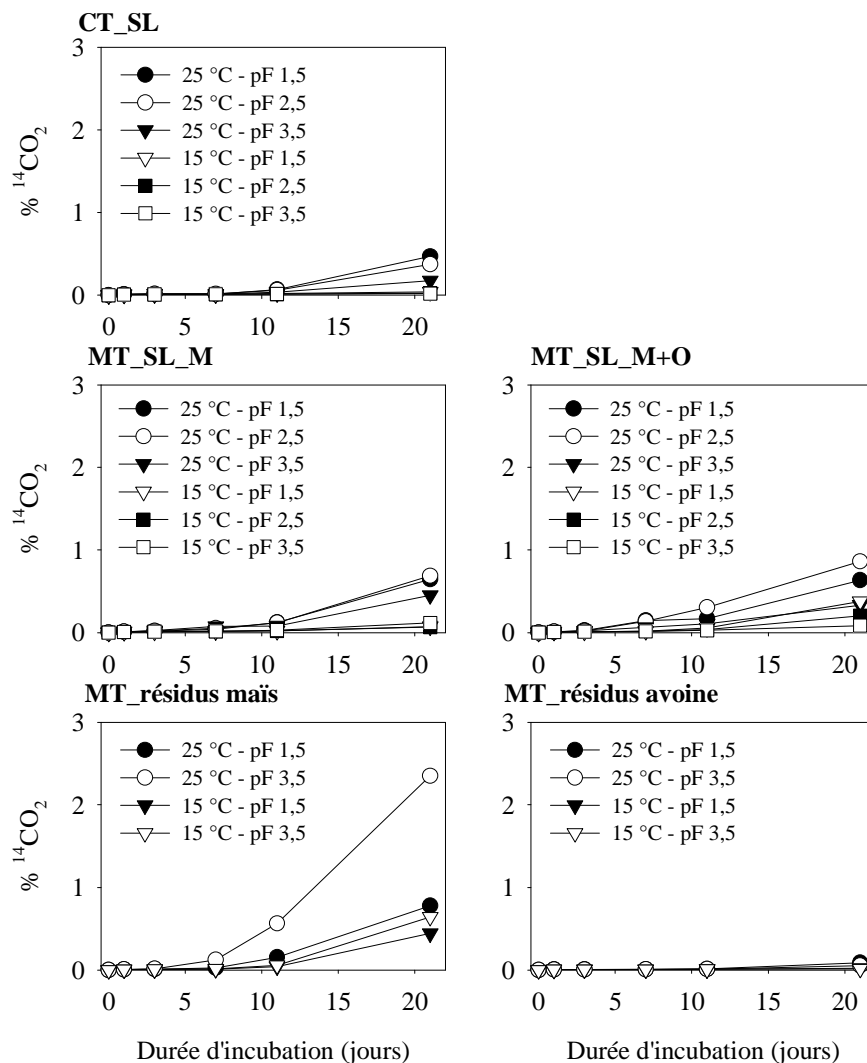 CT_SL
3
2
1
0
% ¹⁴CO₂
25 °C - pF 1,5
25 °C - pF 2,5
25 °C - pF 3,5
15 °C - pF 1,5
15 °C - pF 2,5
15 °C - pF 3,5
0 5 10 15 20
MT_SL_M
3
2
1
0
% ¹⁴CO₂
25 °C - pF 1,5
25 °C - pF 2,5
25 °C - pF 3,5
15 °C - pF 1,5
15 °C - pF 2,5
15 °C - pF 3,5
0 5 10 15 20
MT_SL_M+O
3
2
1
0
25 °C - pF 1,5
25 °C - pF 2,5
25 °C - pF 3,5
15 °C - pF 1,5
15 °C - pF 2,5
15 °C - pF 3,5
0 5 10 15 20
MT_résidus maïs
3
2
1
0
% ¹⁴CO₂
25 °C - pF 1,5
25 °C - pF 3,5
15 °C - pF 1,5
15 °C - pF 3,5
0 5 10 15 20
Durée d'incubation (jours)
MT_résidus avoine
3
2
1
0
25 °C - pF 1,5
25 °C - pF 3,5
15 °C - pF 1,5
15 °C - pF 3,5
0 5 10 15 20
Durée d'incubation (jours)